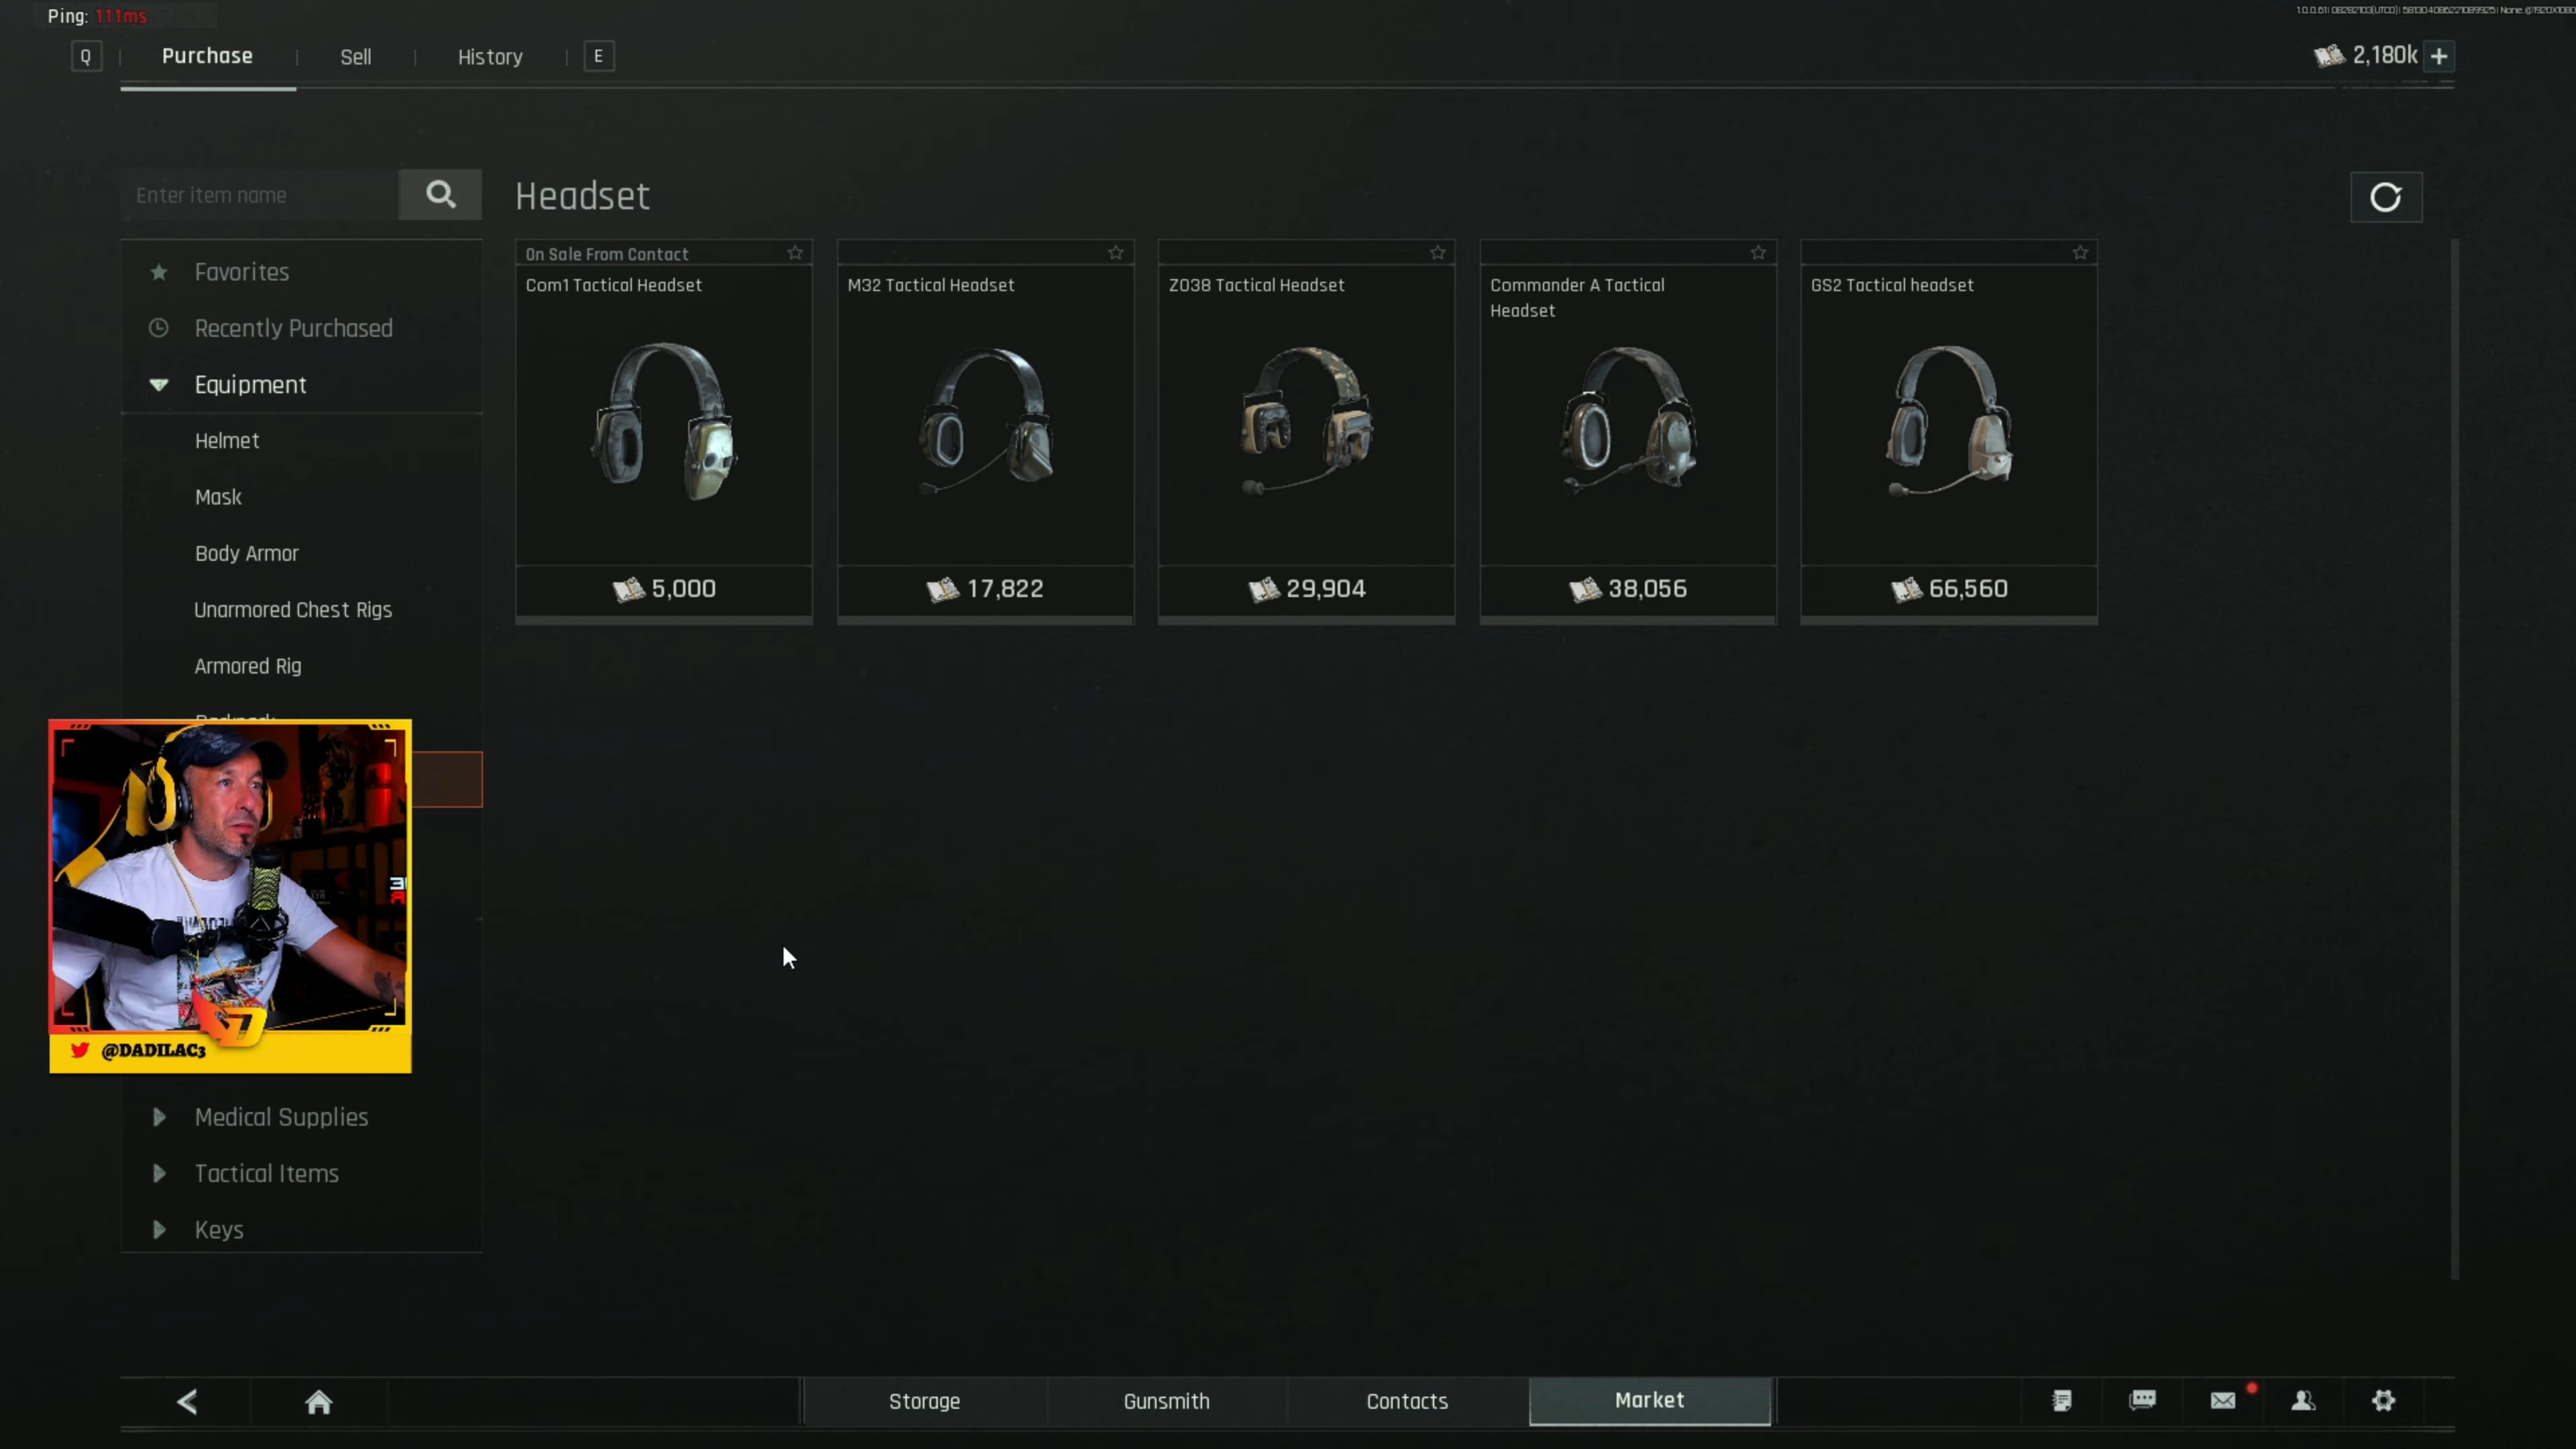 Ping: 111ms
Q Purchase Sell History E
2,180k +
Enter item name
Headset
Favorites
Recently Purchased
Equipment
Helmet
Mask
Body Armor
Unarmored Chest Rigs
Armored Rig
On Sale From Contact
Com1 Tactical Headset
5,000
M32 Tactical Headset
17,822
Z038 Tactical Headset
29,904
Commander A Tactical
Headset
38,056
GS2 Tactical headset
66,560
@DADILAC3
Medical Supplies
Tactical Items
Keys
Storage Gunsmith Contacts Market